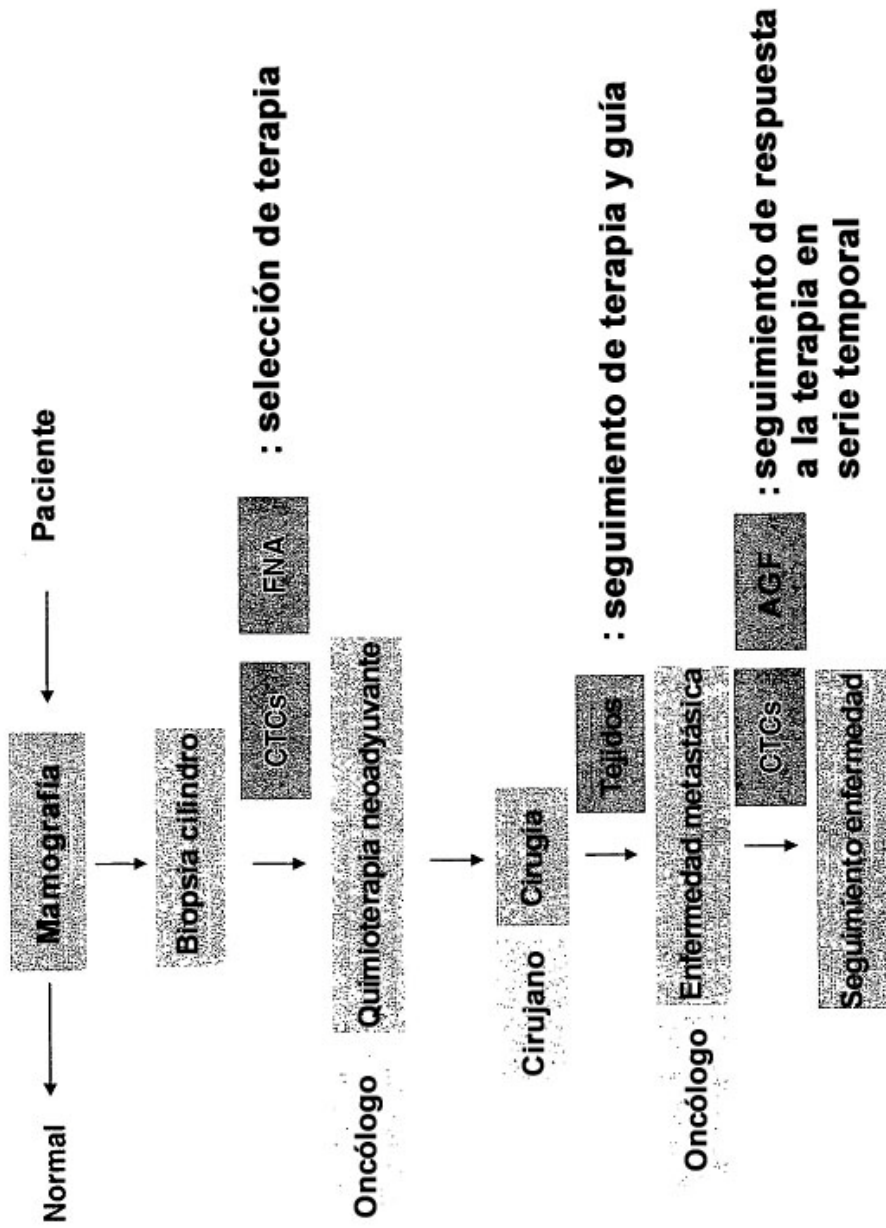 Paciente
Mamografía
Normal
Biopsía cilindro
CTCs
FNA
: selección de terapia
Oncólogo
Quimioterapia neoadyuvante
Cirujano
Cirugía
Tejidos
: seguimiento de terapia y guía
Oncólogo
Enfermedad metastásica
CTCs
AGF
: seguimiento de respuesta
a la terapia en
serie temporal
Seguimiento enfermedad